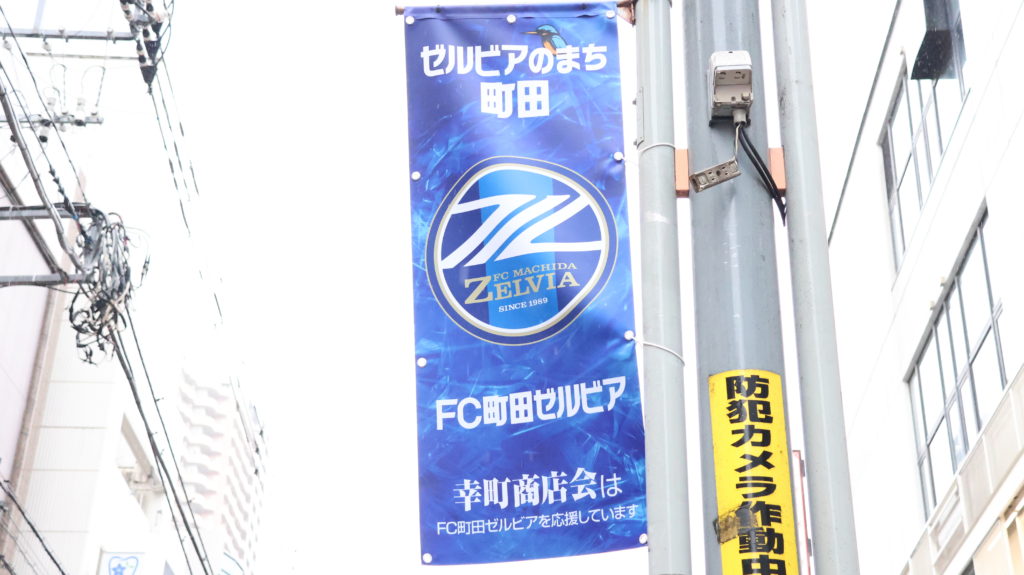 ゼルビアのまち
町田
FC MACHIDA
ZELVIA
SINCE 1989
FC町田ゼルビア
幸町商店会は
FC町田ゼルビアを応援しています
防犯カメラ作動中